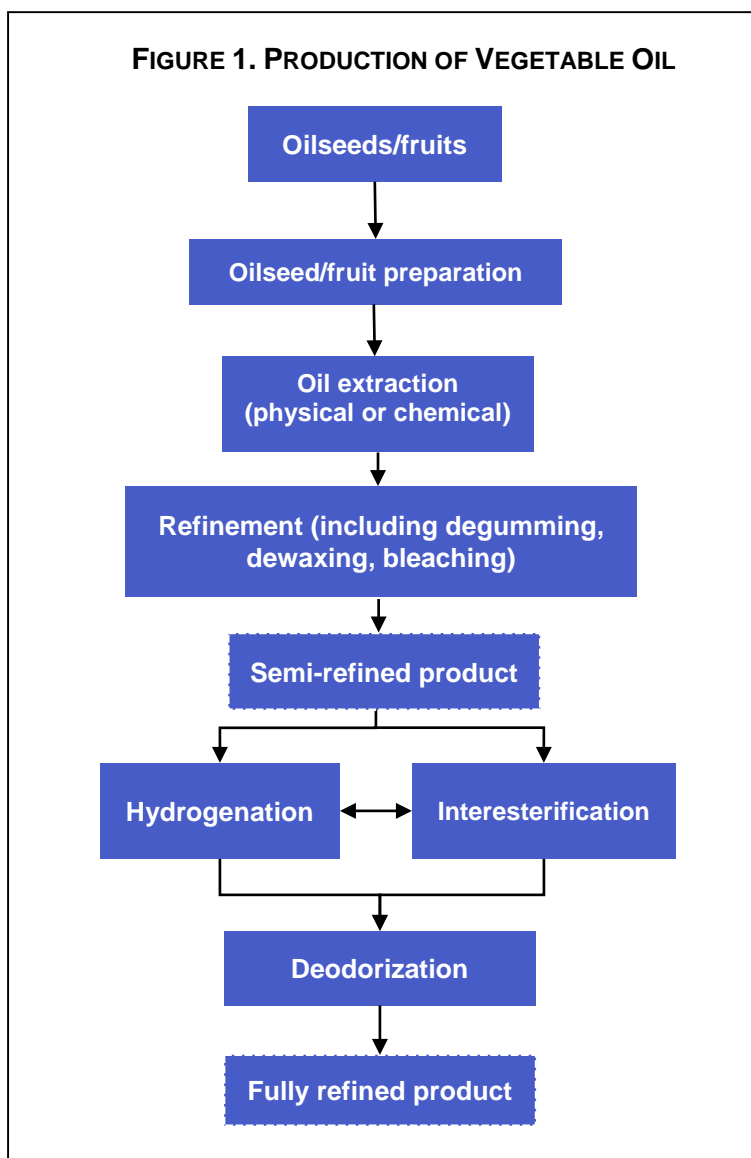 FIGURE 1. PRODUCTION OF VEGETABLE OIL
Oilseeds/fruits
Oilseed/fruit preparation
Oil extraction
(physical or chemical)
Refinement (including degumming,
dewaxing, bleaching)
Semi-refined product
Hydrogenation
Interesterification
Deodorization
Fully refined product